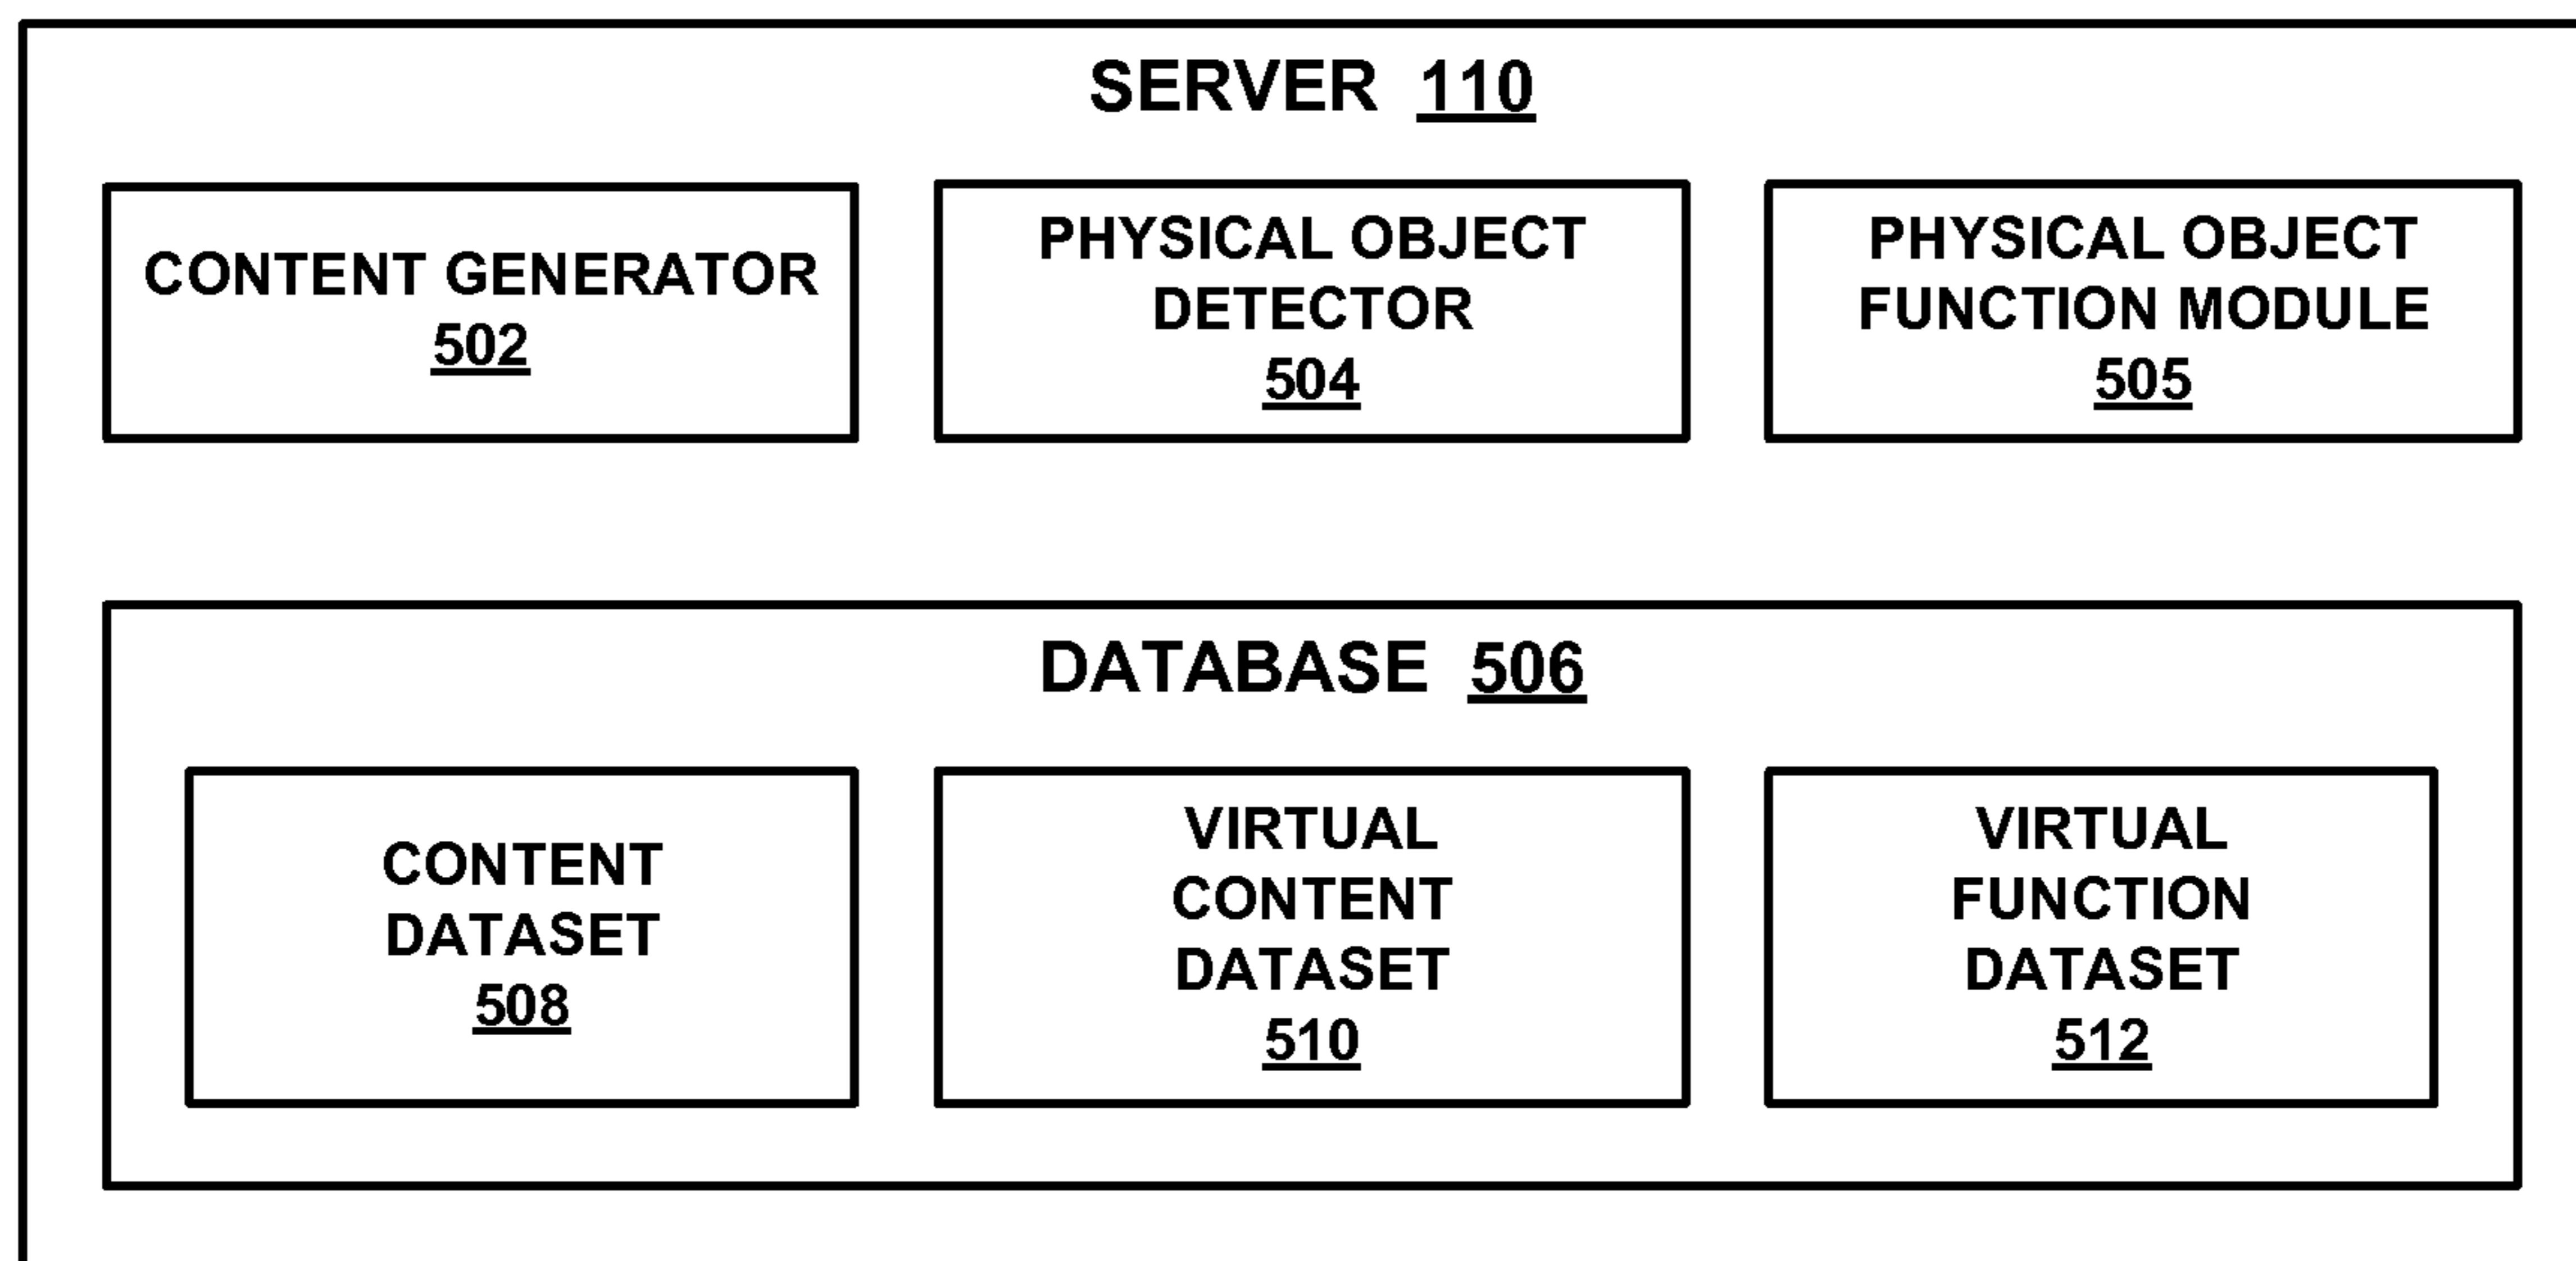 SERVER 110
CONTENT GENERATOR
502
PHYSICAL OBJECT
DETECTOR
504
PHYSICAL OBJECT
FUNCTION MODULE
505
DATABASE 506
CONTENT
DATASET
508
VIRTUAL
CONTENT
DATASET
510
VIRTUAL
FUNCTION
DATASET
512